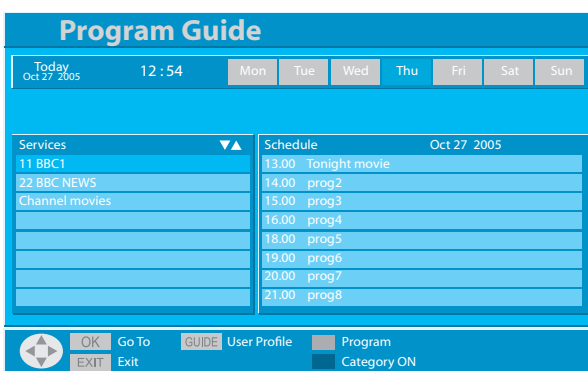 Program Guide
Today
Oct 27 2005
12 : 54
Mon Tue Wed Thu Fri Sat Sun
Services
11 BBC1
22 BBC NEWS
Channel movies
Schedule Oct 27 2005
13.00 Tonight movie
14.00 prog2
15.00 prog3
16.00 prog4
18.00 prog5
19.00 prog6
20.00 prog7
21.00 prog8
OK Go To GUIDE User Profile Program
EXIT Exit Category ON